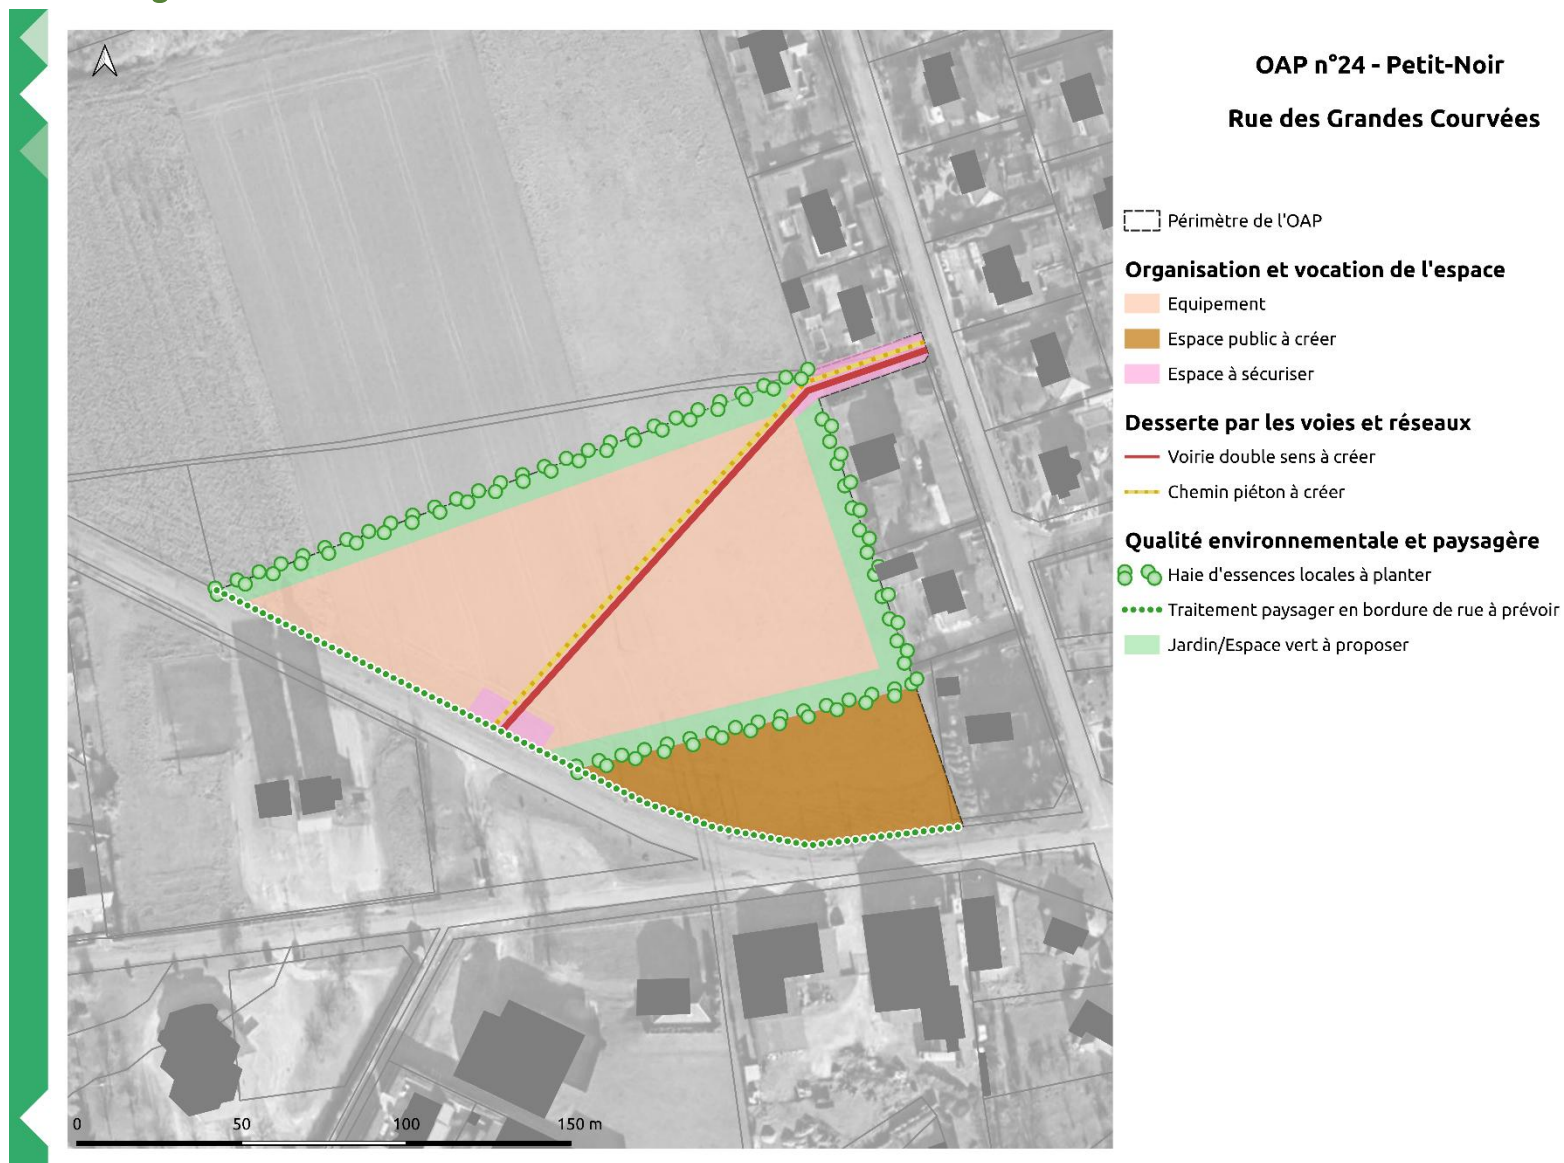 OAP n°24 - Petit-Noir
Rue des Grandes Courvées
Périmètre de l'OAP
Organisation et vocation de l'espace
Equipement
Espace public à créer
Espace à sécuriser
Desserte par les voies et réseaux
Voirie double sens à créer
Chemin piéton à créer
Qualité environnementale et paysagère
Haie d'essences locales à planter
Traitement paysager en bordure de rue à prévoir
Jardin/Espace vert à proposer
0 50 100 150 m